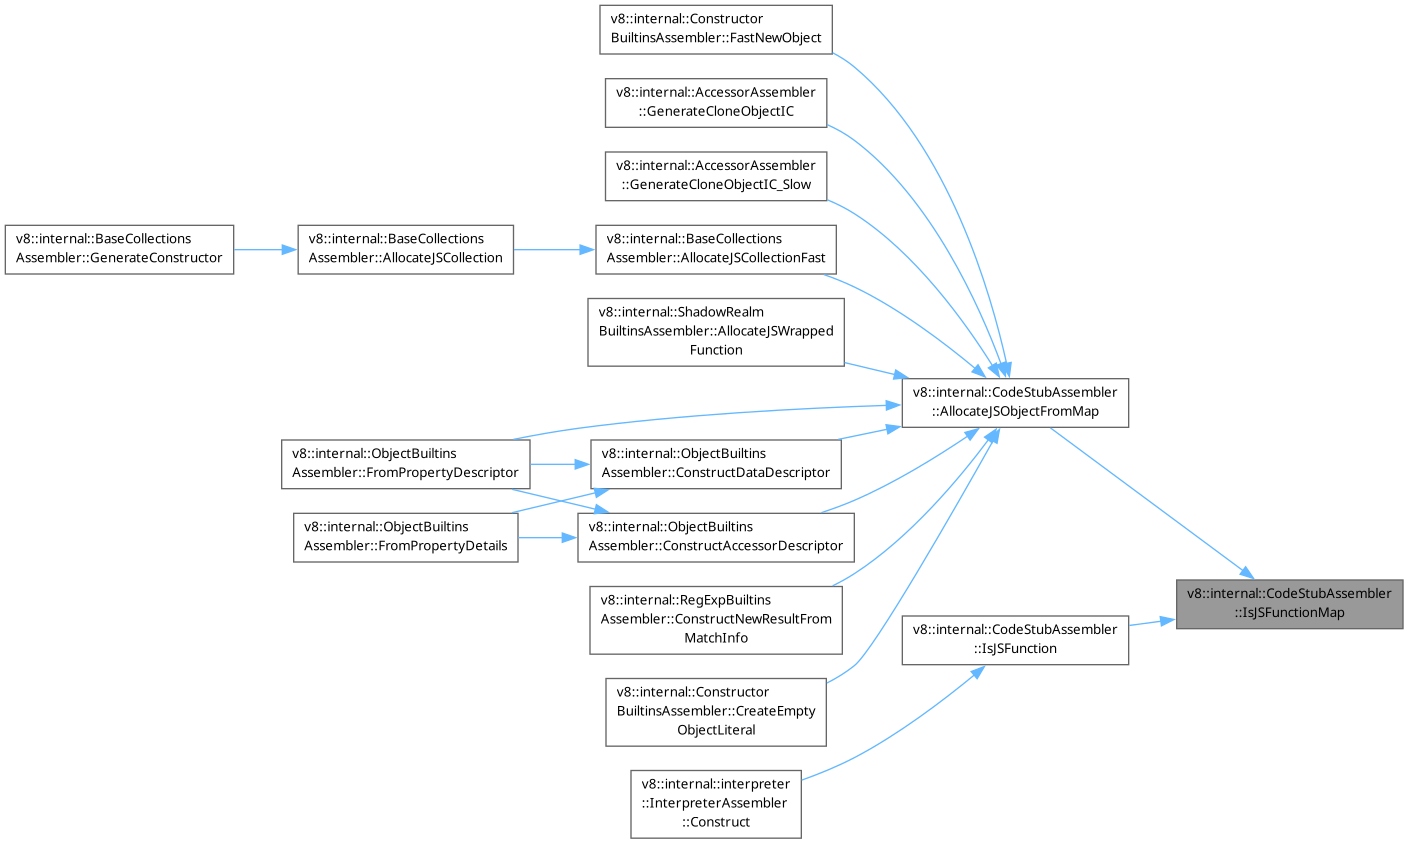 v8::internal::Constructor
BuiltinsAssembler::FastNewObject
v8::internal::AccessorAssembler
::GenerateCloneObjectIC
v8::internal::AccessorAssembler
::GenerateCloneObjectIC_Slow
v8::internal::BaseCollections
Assembler::GenerateConstructor
v8::internal::BaseCollections
Assembler::AllocateJSCollection
v8::internal::BaseCollections
Assembler::AllocateJSCollectionFast
v8::internal::ShadowRealm
BuiltinsAssembler::AllocateJSWrapped
Function
v8::internal::CodeStubAssembler
::AllocateJSObjectFromMap
v8::internal::ObjectBuiltins
Assembler::FromPropertyDescriptor
v8::internal::ObjectBuiltins
Assembler::ConstructDataDescriptor
v8::internal::ObjectBuiltins
Assembler::FromPropertyDetails
v8::internal::ObjectBuiltins
Assembler::ConstructAccessorDescriptor
v8::internal::RegExpBuiltins
Assembler::ConstructNewResultFrom
MatchInfo
v8::internal::CodeStubAssembler
::IsJSFunctionMap
v8::internal::CodeStubAssembler
::IsJSFunction
v8::internal::Constructor
BuiltinsAssembler::CreateEmpty
ObjectLiteral
v8::internal::interpreter
::InterpreterAssembler
::Construct